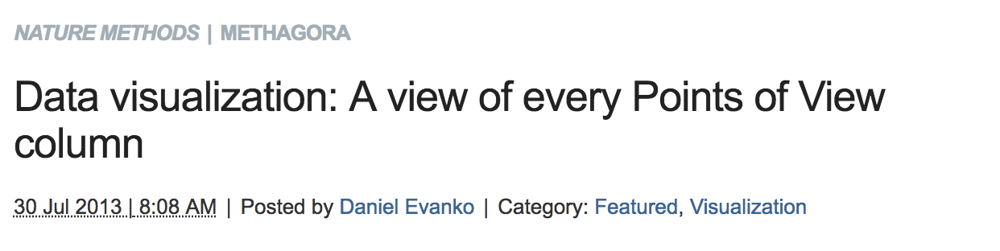 NATURE METHODS | METHAGORA
Data visualization: A view of every Points of View
column
30 Jul 2013 | 8:08 AM | Posted by Daniel Evanko | Category: Featured, Visualization